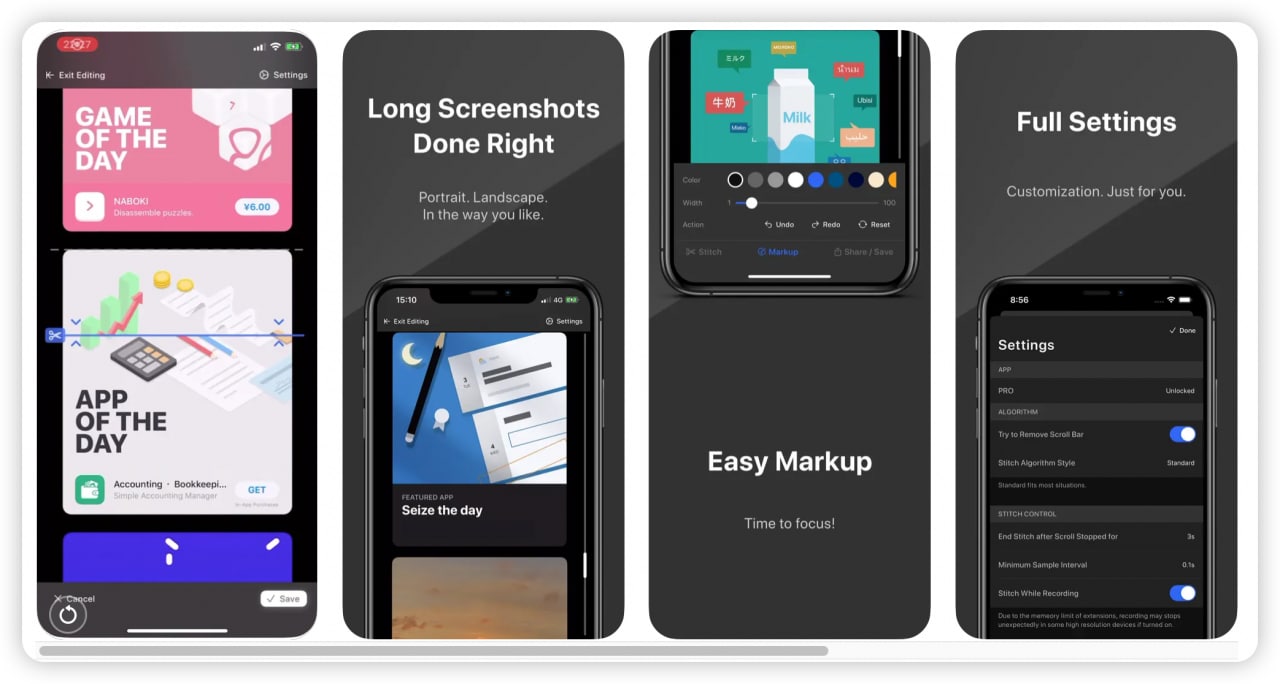 22:27
Exit Editing
Settings
GAME
OF THE
DAY
NABOKI
Disassemble puzzles.
¥6.00
APP
OF THE
DAY
Accounting · Bookkeepi...
Simple Accounting Manager
GET
In-App Purchases
Cancel
Save
Long Screenshots
Done Right
Portrait. Landscape.
In the way you like.
15:10
4G
Exit Editing
Settings
3
4
FEATURED APP
Seize the day
ミルク
牛奶
Milk
Ubisi
حليب
Color
Width
1
100
Action
Undo
Redo
Reset
Stitch
Markup
Share / Save
Easy Markup
Time to focus!
Full Settings
Customization. Just for you.
8:56
Done
Settings
APP
PRO
Unlocked
ALGORITHM
Try to Remove Scroll Bar
Stitch Algorithm Style
Standard
Standard fits most situations.
STITCH CONTROL
End Stitch after Scroll Stopped for
3s
Minimum Sample Interval
0.1s
Stitch While Recording
Due to the memeory limit of extensions, recording may stops
unexpectedly in some high resolution devices if turned on.